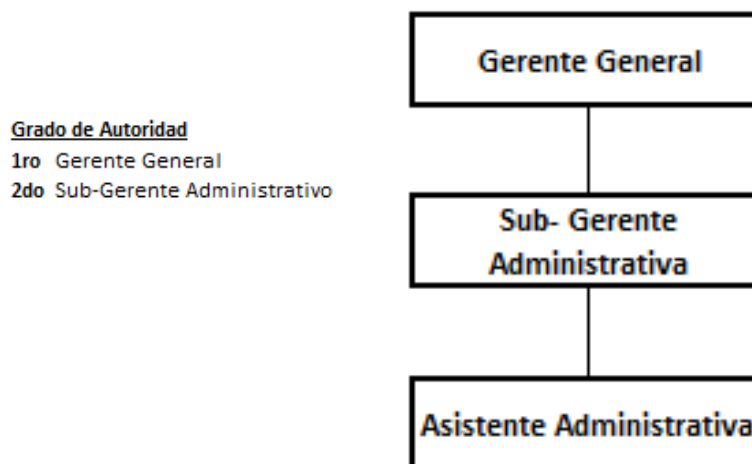 Gerente General
Grado de Autoridad
1ro Gerente General
2do Sub-Gerente Administrativo
Sub- Gerente
Administrativa
Asistente Administrativa